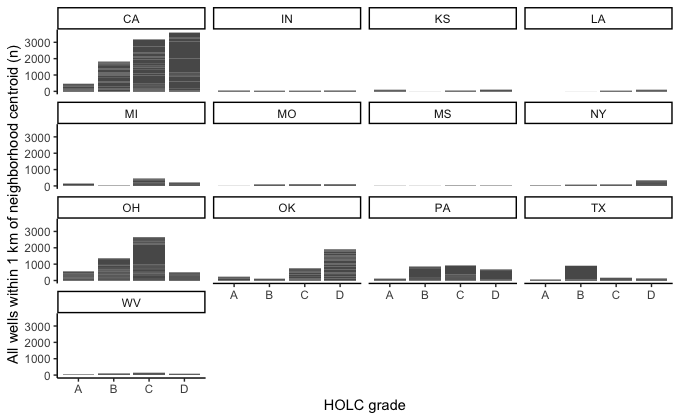 All wells within 1 km of neighborhood centroid (n)
CA IN KS LA
3000
2000
1000
0
MI MO MS NY
3000
2000
1000
0
OH OK PA TX
3000
2000
1000
0
A B C D A B C D A B C D
WV
3000
2000
1000
0
A B C D
HOLC grade